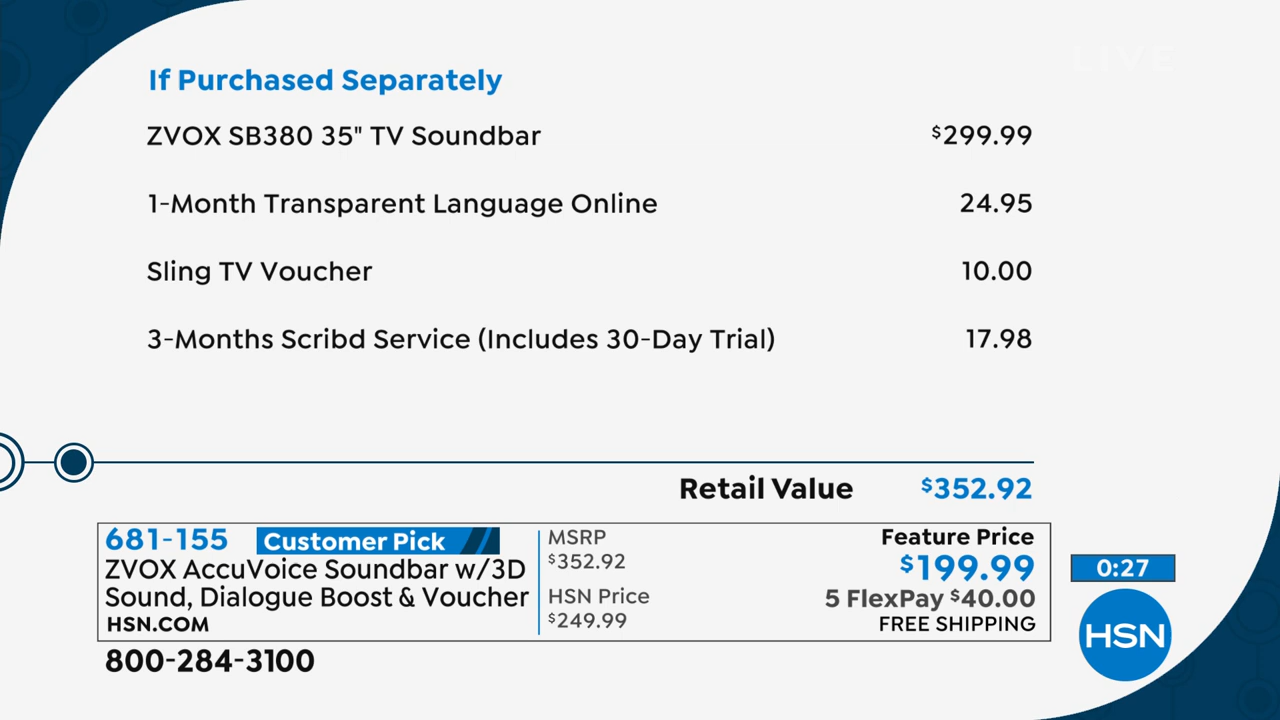 LIVE
If Purchased Separately
ZVOX SB380 35" TV Soundbar $299.99
1-Month Transparent Language Online 24.95
Sling TV Voucher 10.00
3-Months Scribd Service (Includes 30-Day Trial) 17.98
Retail Value $352.92
681-155 Customer Pick
ZVOX AccuVoice Soundbar w/3D
Sound, Dialogue Boost & Voucher
HSN.COM
MSRP
$352.92
HSN Price
$249.99
Feature Price
$199.99
5 FlexPay $40.00
FREE SHIPPING
0:27
HSN
800-284-3100